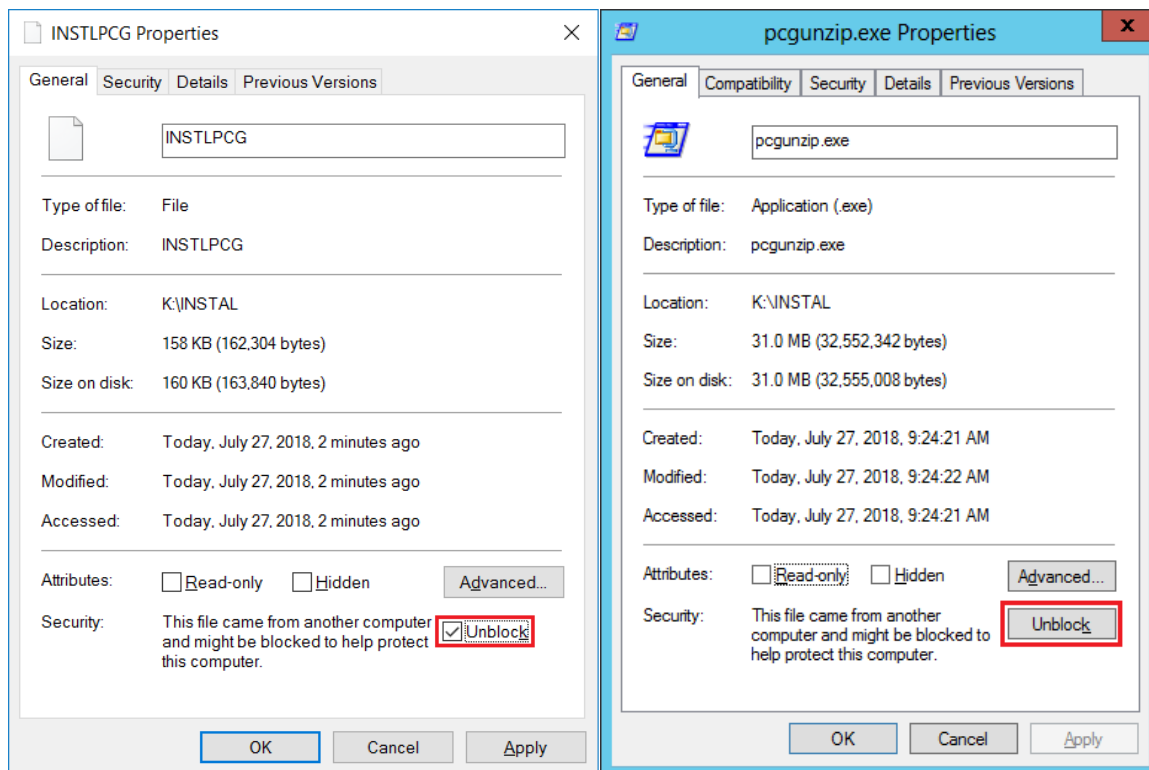 INSTLPCG Properties
General Security Details Previous Versions
INSTLPCG
Type of file: File
Description: INSTLPCG
Location: K:\INSTAL
Size: 158 KB (162,304 bytes)
Size on disk: 160 KB (163,840 bytes)
Created: Today, July 27, 2018, 2 minutes ago
Modified: Today, July 27, 2018, 2 minutes ago
Accessed: Today, July 27, 2018, 2 minutes ago
Attributes: Read-only Hidden Advanced...
Security: This file came from another computer
and might be blocked to help protect
this computer.
Unblock
OK Cancel Apply
pcgunzip.exe Properties
General Compatibility Security Details Previous Versions
pcgunzip.exe
Type of file: Application (.exe)
Description: pcgunzip.exe
Location: K:\INSTAL
Size: 31.0 MB (32,552,342 bytes)
Size on disk: 31.0 MB (32,555,008 bytes)
Created: Today, July 27, 2018, 9:24:21 AM
Modified: Today, July 27, 2018, 9:24:22 AM
Accessed: Today, July 27, 2018, 9:24:21 AM
Attributes: Read-only Hidden Advanced...
Security: This file came from another
computer and might be blocked to
help protect this computer.
Unblock
OK Cancel Apply